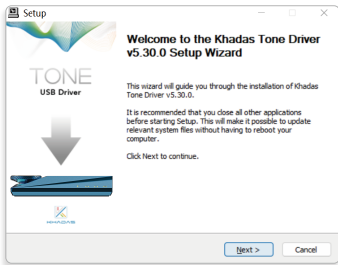 Setup
Welcome to the Khadas Tone Driver
v5.30.0 Setup Wizard
TONE
USB Driver
This wizard will guide you through the installation of Khadas
Tone Driver v5.30.0.
It is recommended that you close all other applications
before starting Setup. This will make it possible to update
relevant system files without having to reboot your
computer.
Click Next to continue.
KHADAS
Next >
Cancel